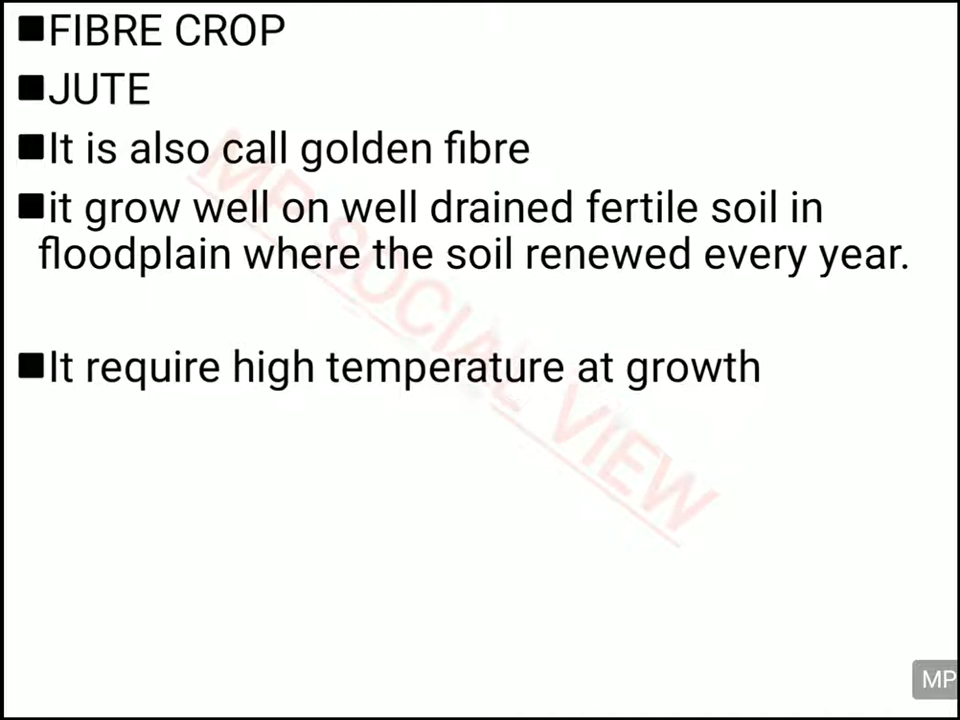 ■FIBRE CROP
■JUTE
■It is also call golden fibre
■it grow well on well drained fertile soil in
floodplain where the soil renewed every year.
■It require high temperature at growth
MP SOCIAL VIEW
MP